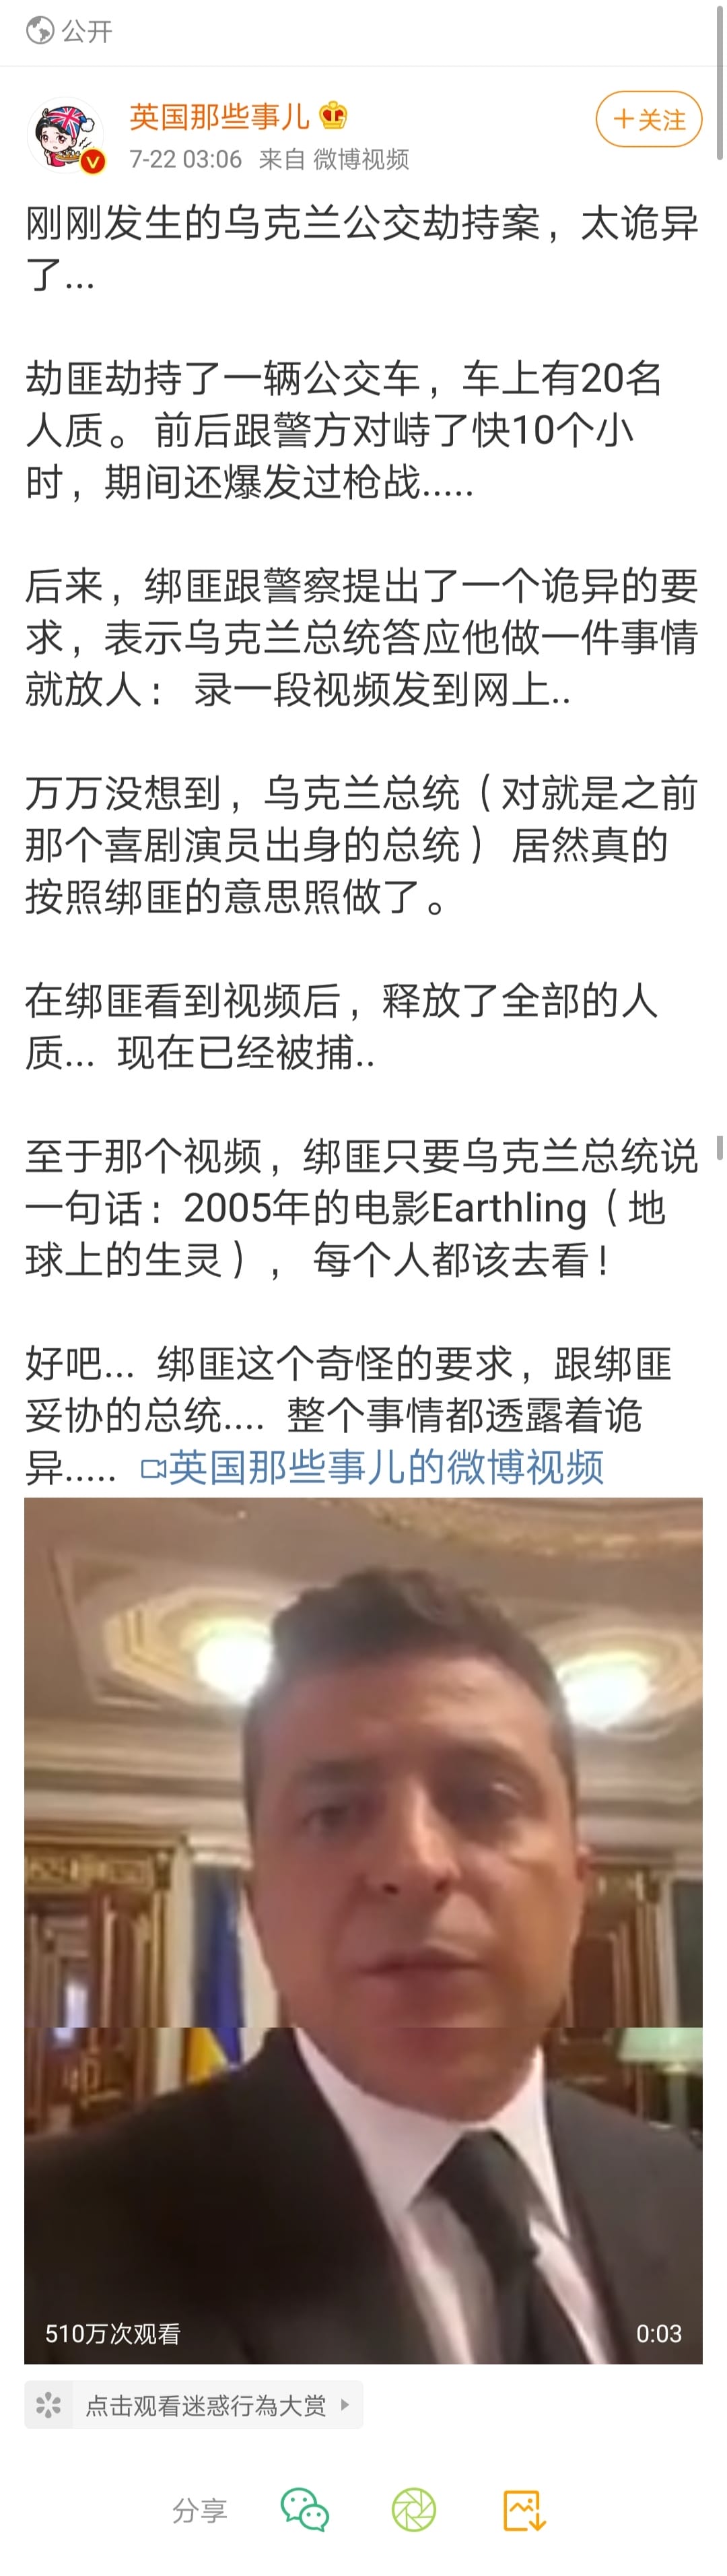 公开
英国那些事儿
7-22 03:06 来自 微博视频
+关注
刚刚发生的乌克兰公交劫持案，太诡异
了...
劫匪劫持了一辆公交车，车上有20名
人质。前后跟警方对峙了快10个小
时，期间还爆发过枪战.....
后来，绑匪跟警察提出了一个诡异的要
求，表示乌克兰总统答应他做一件事情
就放人： 录一段视频发到网上..
万万没想到，乌克兰总统（对就是之前
那个喜剧演员出身的总统） 居然真的
按照绑匪的意思照做了。
在绑匪看到视频后，释放了全部的人
质... 现在已经被捕..
至于那个视频，绑匪只要乌克兰总统说
一句话：2005年的电影Earthling（地
球上的生灵）， 每个人都该去看!
好吧... 绑匪这个奇怪的要求，跟绑匪
妥协的总统.... 整个事情都透露着诡
异..... 英国那些事儿的微博视频
510万次观看
0:03
点击观看迷惑行為大赏
分享